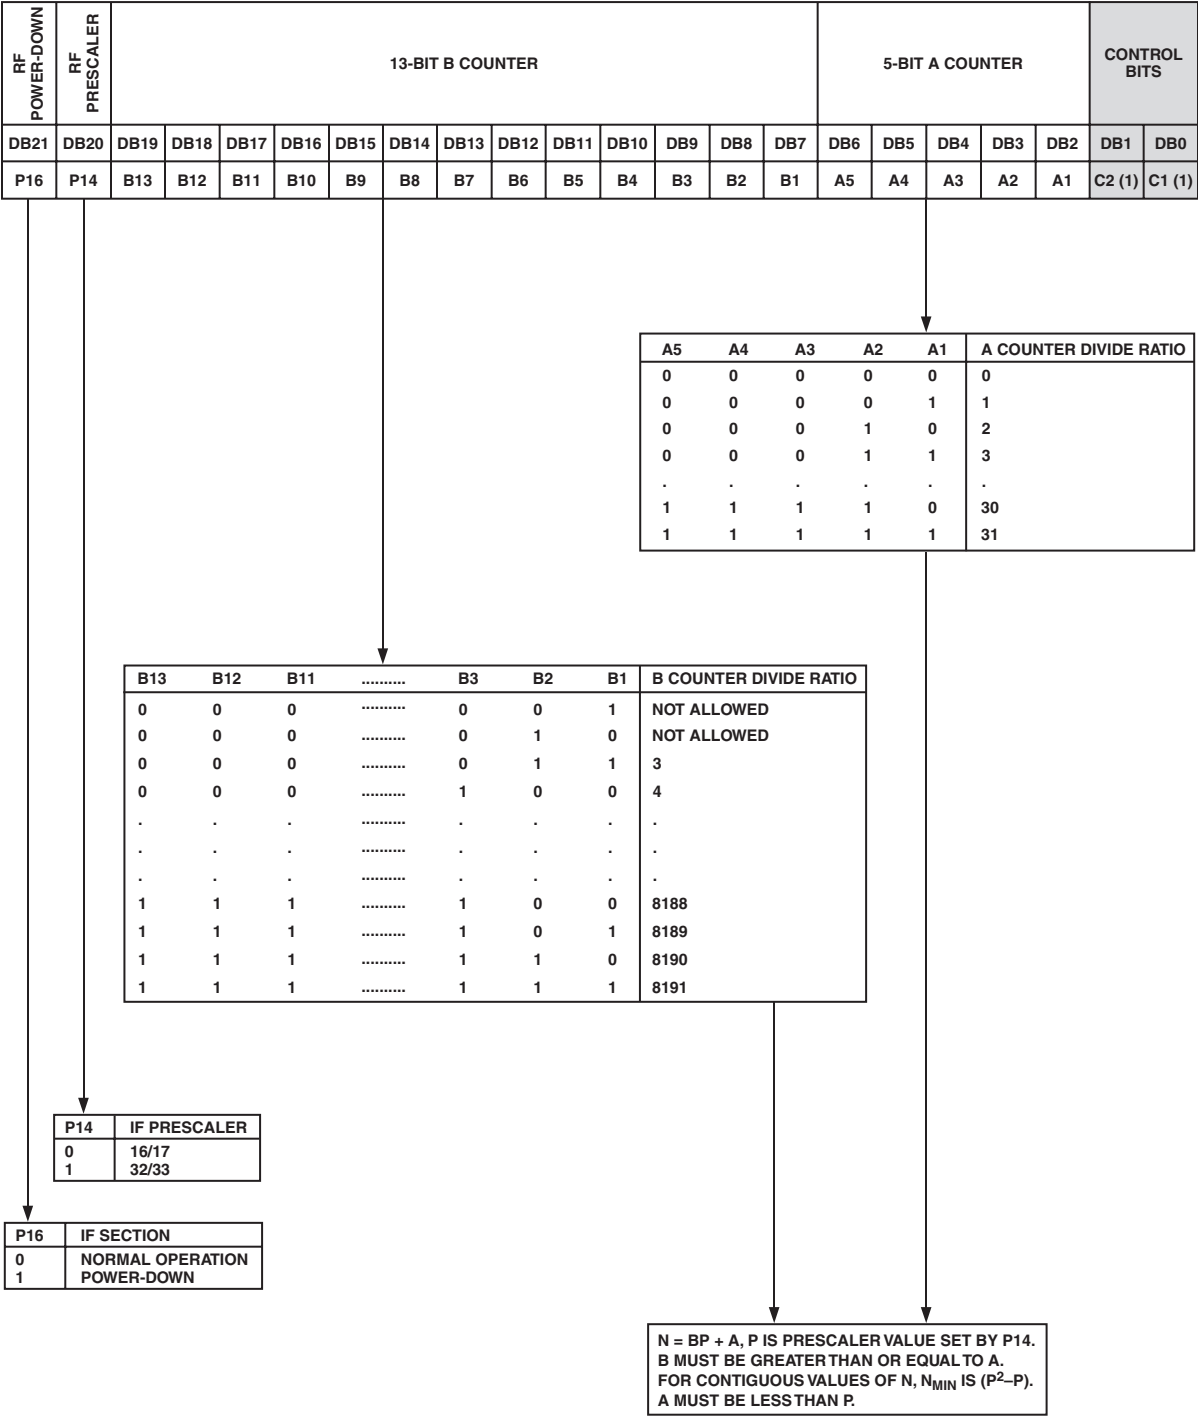 RF POWER-DOWN
RF PRESCALER
13-BIT B COUNTER
5-BIT A COUNTER
CONTROL BITS
DB21 DB20 DB19 DB18 DB17 DB16 DB15 DB14 DB13 DB12 DB11 DB10 DB9 DB8 DB7 DB6 DB5 DB4 DB3 DB2 DB1 DB0
P16 P14 B13 B12 B11 B10 B9 B8 B7 B6 B5 B4 B3 B2 B1 A5 A4 A3 A2 A1 C2 (1) C1 (1)
A5 A4 A3 A2 A1 A COUNTER DIVIDE RATIO
0 0 0 0 0 0
0 0 0 0 1 1
0 0 0 1 0 2
0 0 0 1 1 3
. . . . . .
1 1 1 1 0 30
1 1 1 1 1 31
B13 B12 B11 .......... B3 B2 B1 B COUNTER DIVIDE RATIO
0 0 0 .......... 0 0 1 NOT ALLOWED
0 0 0 .......... 0 1 0 NOT ALLOWED
0 0 0 .......... 0 1 1 3
0 0 0 .......... 1 0 0 4
. . . .......... . . . .
. . . .......... . . . .
. . . .......... . . . .
1 1 1 .......... 1 0 0 8188
1 1 1 .......... 1 0 1 8189
1 1 1 .......... 1 1 0 8190
1 1 1 .......... 1 1 1 8191
P14 IF PRESCALER
0 16/17
1 32/33
P16 IF SECTION
0 NORMAL OPERATION
1 POWER-DOWN
N = BP + A, P IS PRESCALER VALUE SET BY P14.
B MUST BE GREATER THAN OR EQUAL TO A.
FOR CONTIGUOUS VALUES OF N, NMIN IS (P²–P).
A MUST BE LESS THAN P.